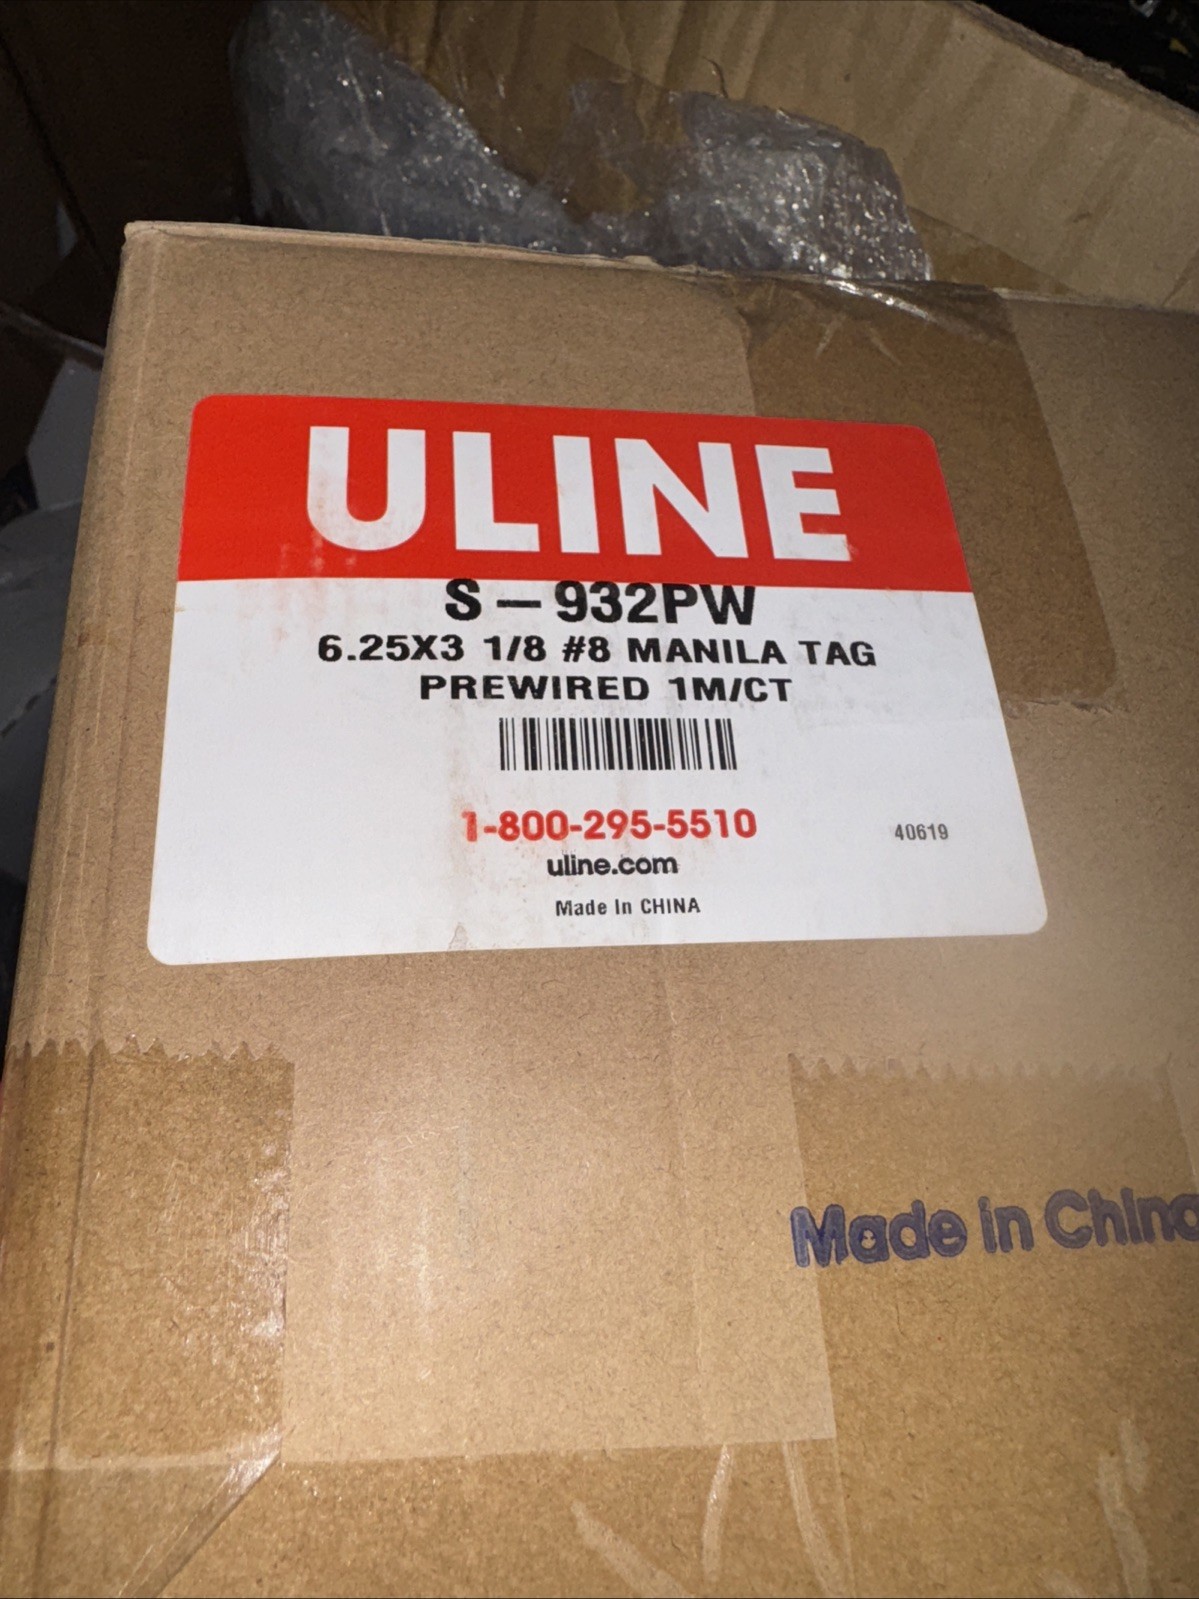 ULINE
S-932PW
6.25X3 1/8 #8 MANILA TAG
PREWIRED 1M/CT
1-800-295-5510
40619
uline.com
Made In CHINA
Made in China